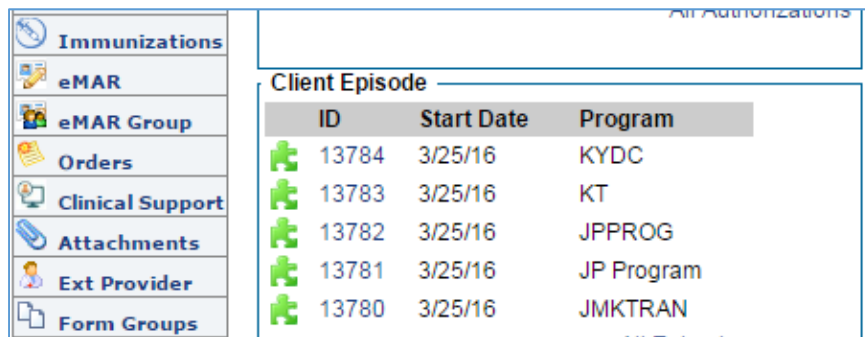 All Authorizations
Immunizations
eMAR
eMAR Group
Orders
Clinical Support
Attachments
Ext Provider
Form Groups
Client Episode
ID Start Date Program
13784 3/25/16 KYDC
13783 3/25/16 KT
13782 3/25/16 JPPROG
13781 3/25/16 JP Program
13780 3/25/16 JMKTRAN